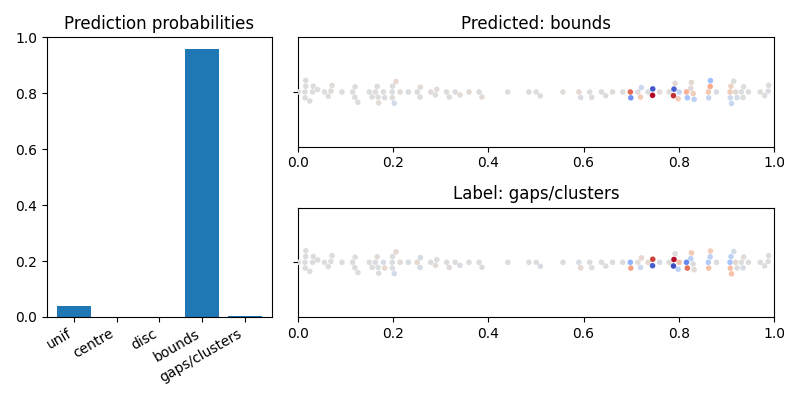 Prediction probabilities
1.0
0.8
0.6
0.4
0.2
0.0
unif
centre
disc
bounds
gaps/clusters
Predicted: bounds
0.0 0.2 0.4 0.6 0.8 1.0
Label: gaps/clusters
0.0 0.2 0.4 0.6 0.8 1.0